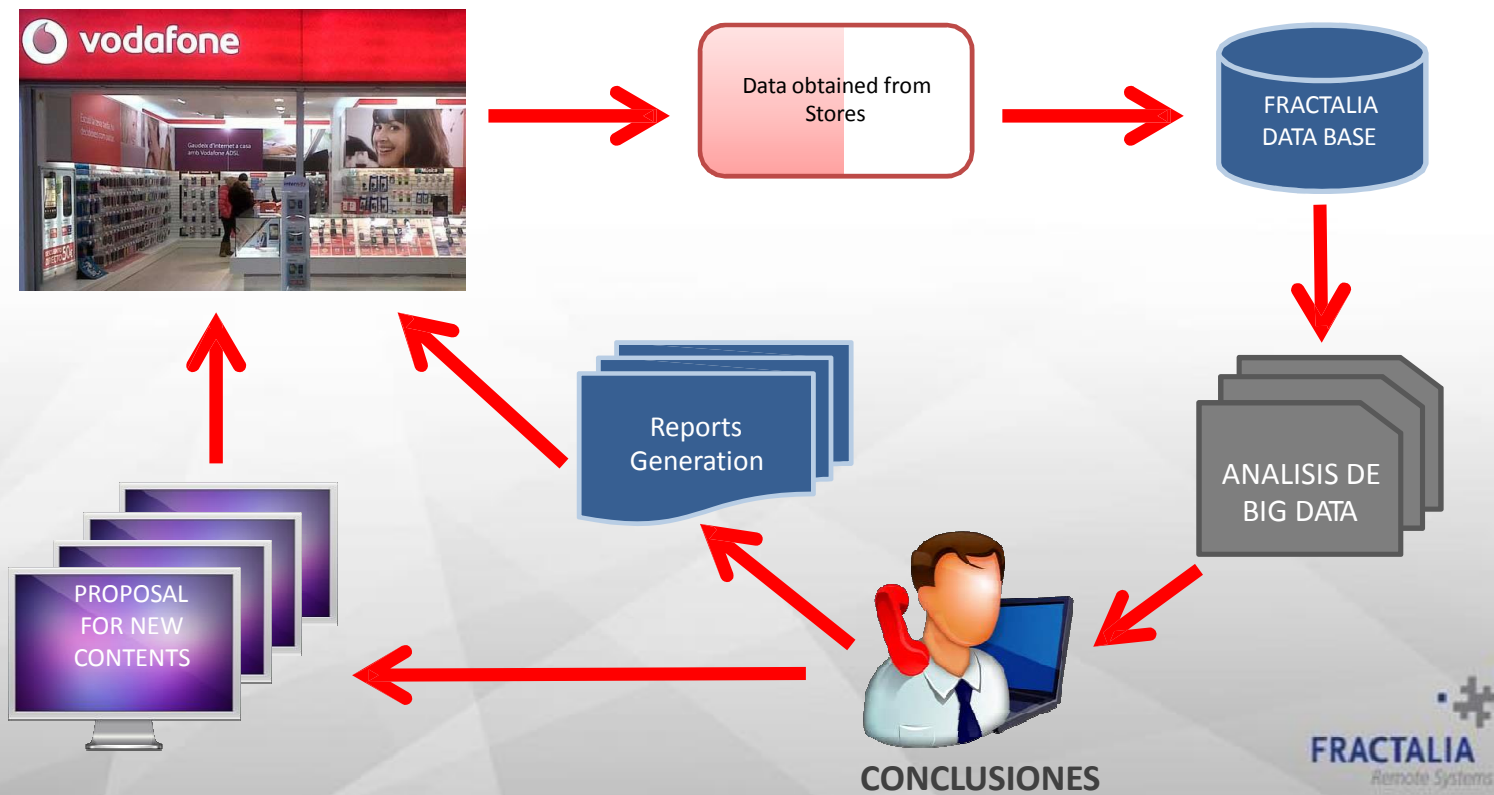 vodafone
Gaudeix d'internet a casa
amb Vodafone ADSL
Data obtained from
Stores
FRACTALIA
DATA BASE
Reports
Generation
ANALISIS DE
BIG DATA
PROPOSAL
FOR NEW
CONTENTS
CONCLUSIONES
FRACTALIA
Remote Systems